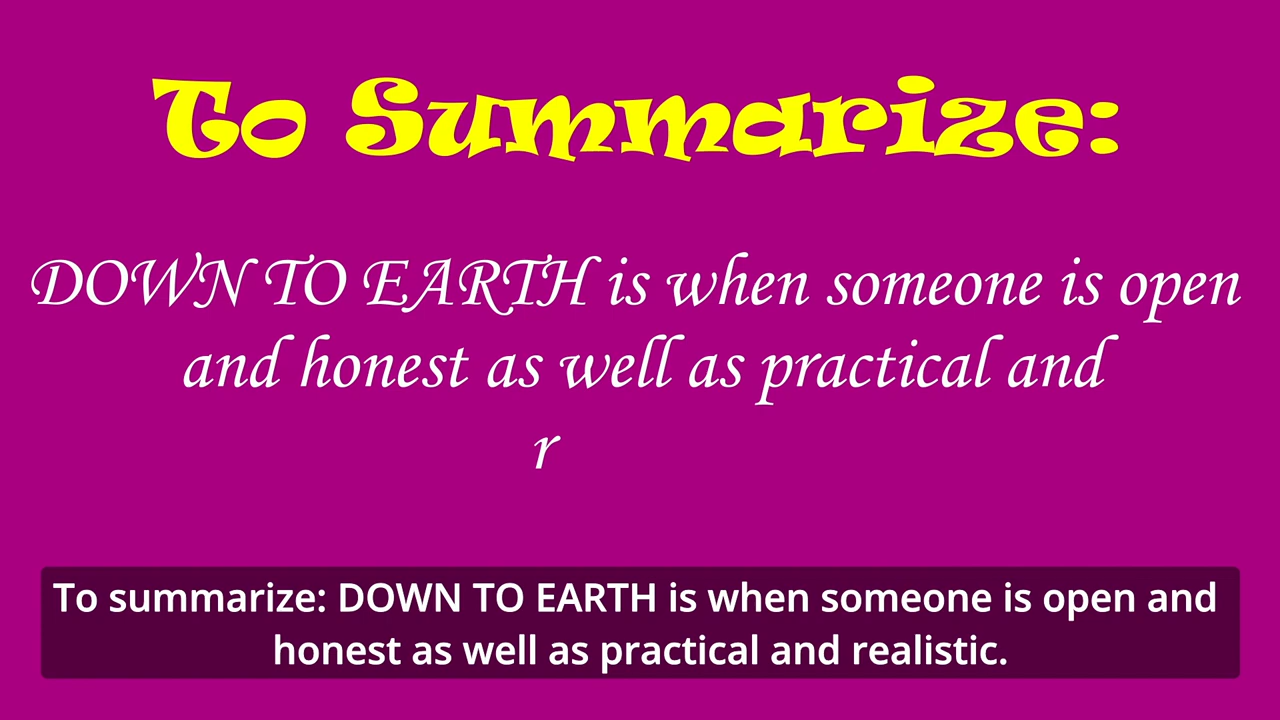 To Summarize:
DOWN TO EARTH is when someone is open
and honest as well as practical and
r
To summarize: DOWN TO EARTH is when someone is open and
honest as well as practical and realistic.